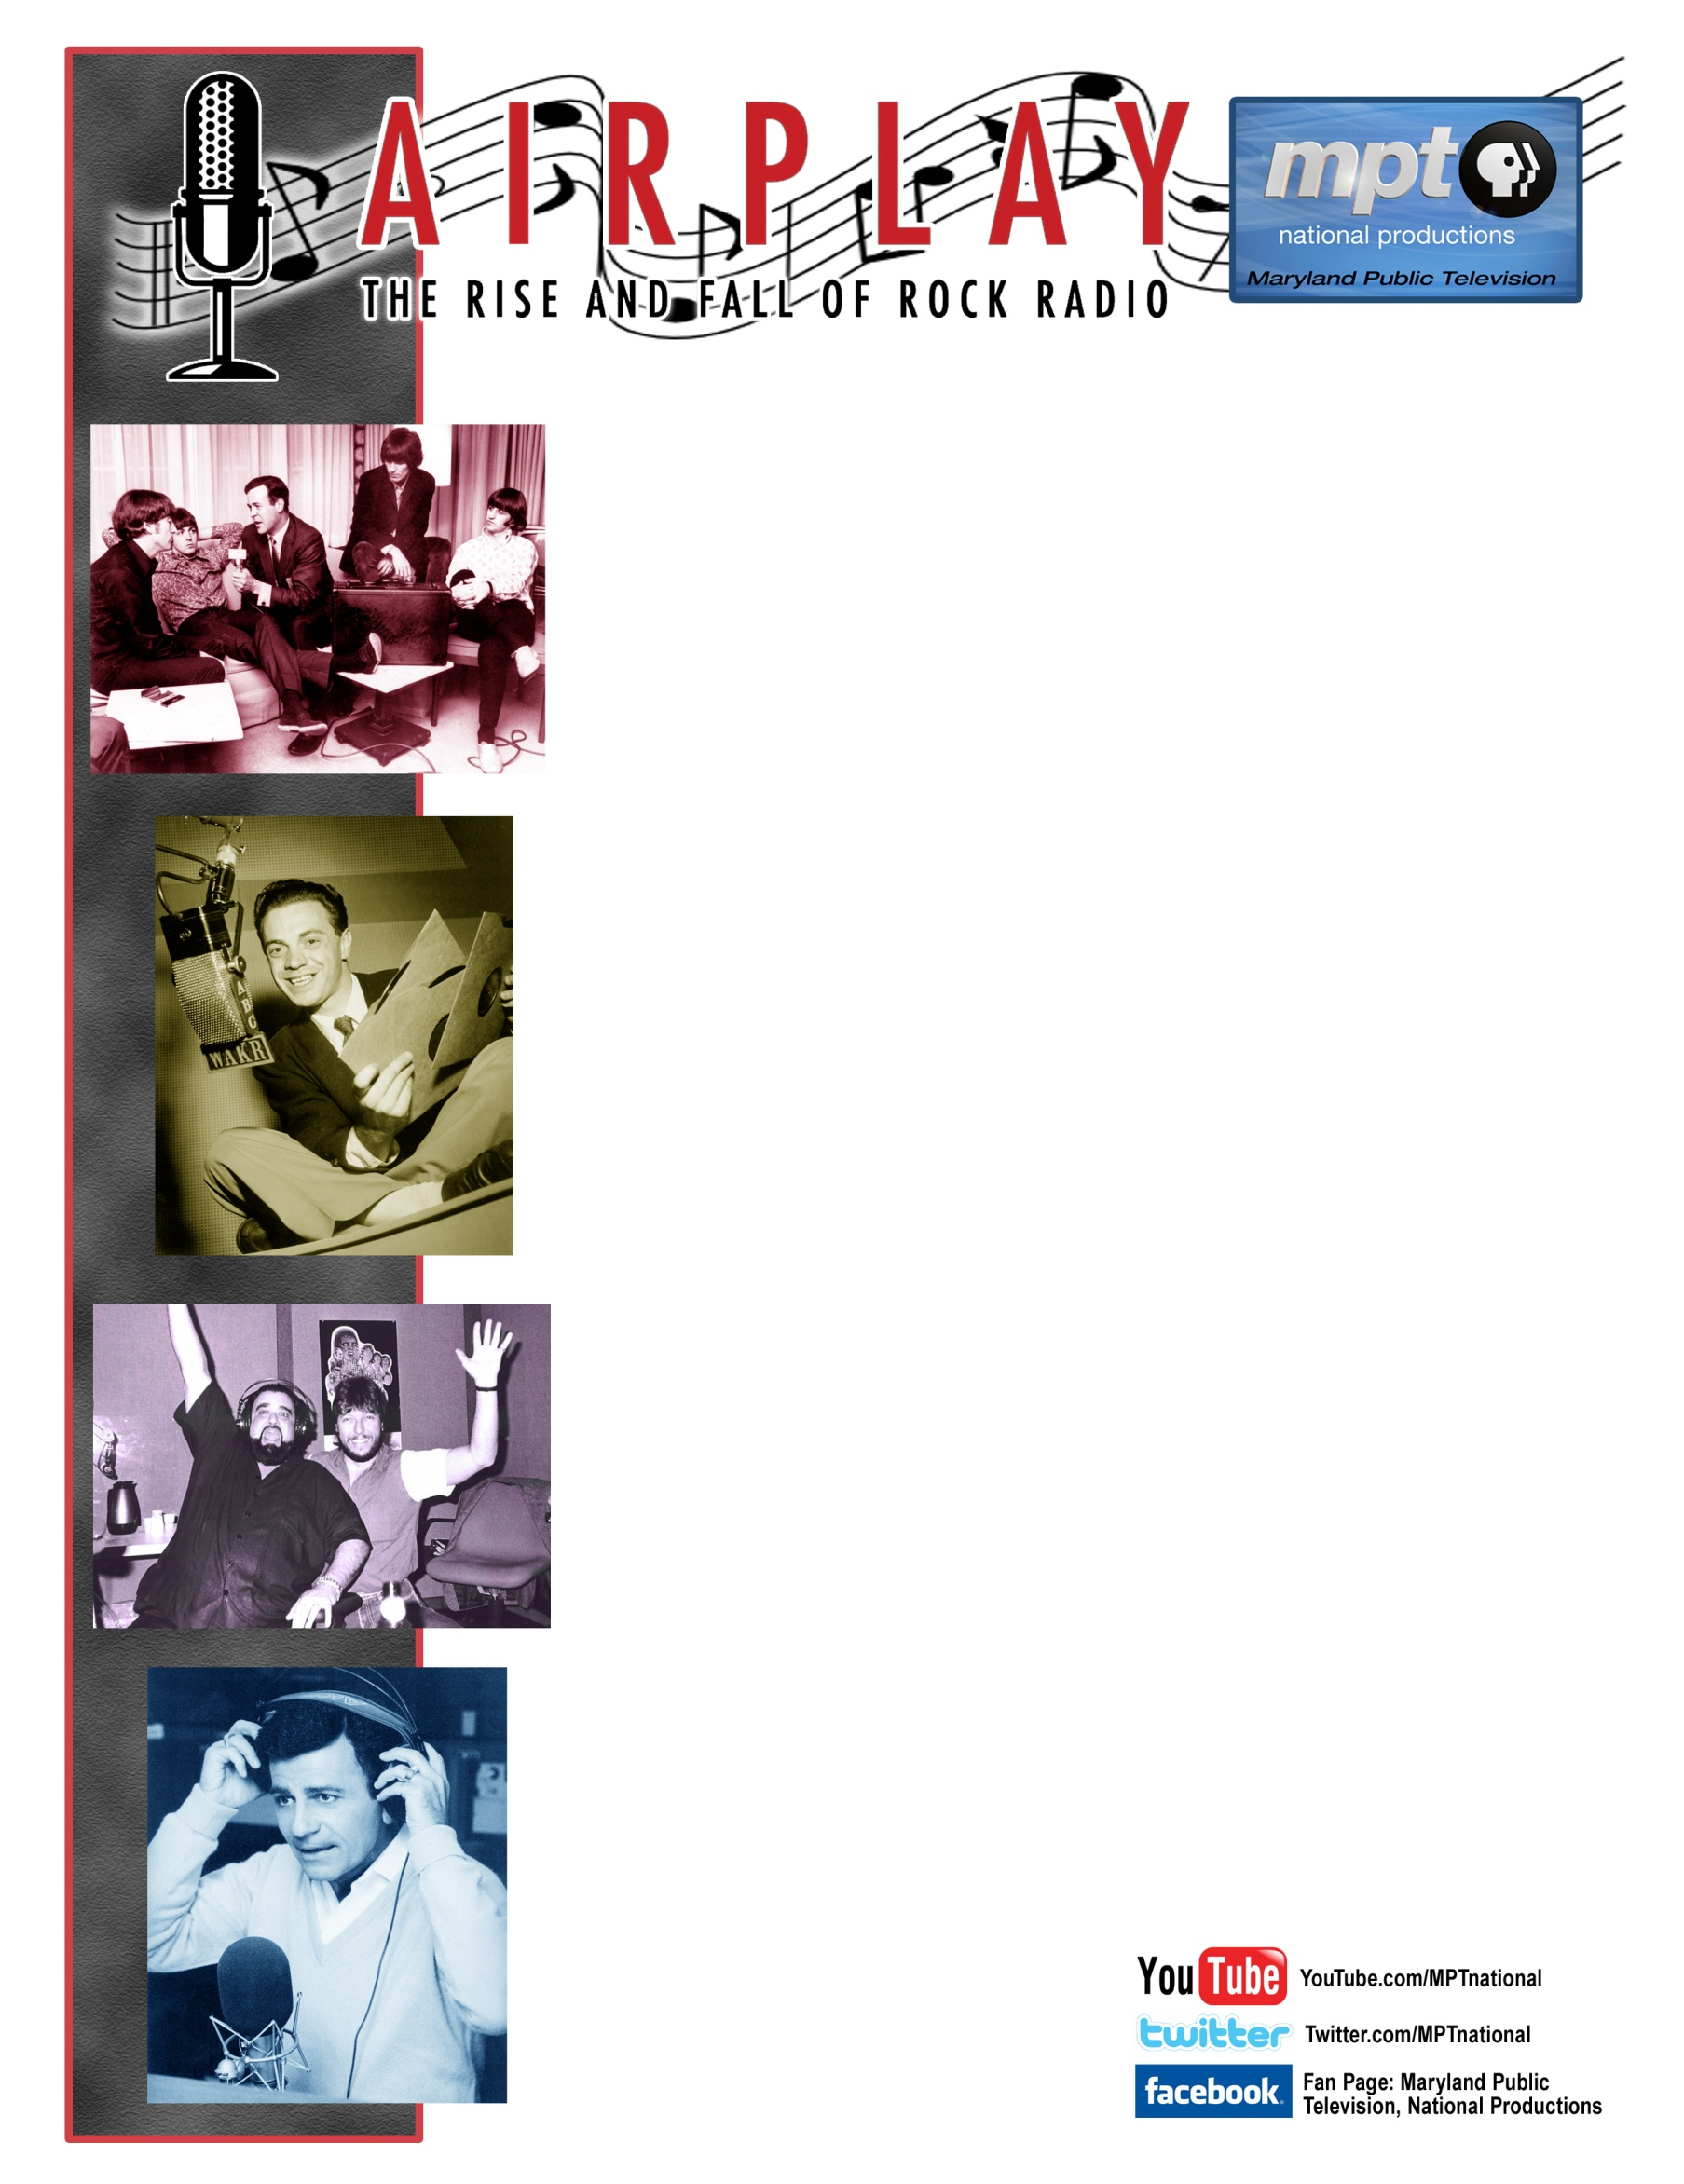 AIRPLAY
THE RISE AND FALL OF ROCK RADIO
mpt
national productions
Maryland Public Television
ABC
WAKR
YouTube YouTube.com/MPTnational
twitter Twitter.com/MPTnational
facebook Fan Page: Maryland Public
Television, National Productions